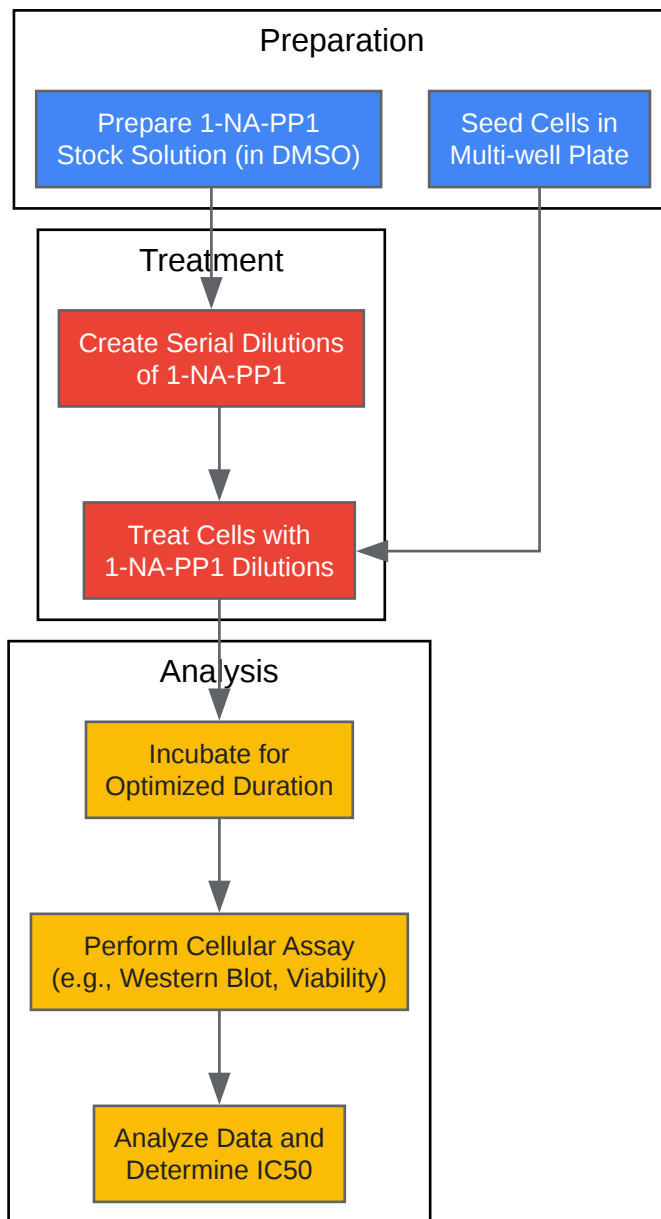 Preparation
Prepare 1-NA-PP1
Stock Solution (in DMSO)
Seed Cells in
Multi-well Plate
Treatment
Create Serial Dilutions
of 1-NA-PP1
Treat Cells with
1-NA-PP1 Dilutions
Analysis
Incubate for
Optimized Duration
Perform Cellular Assay
(e.g., Western Blot, Viability)
Analyze Data and
Determine IC50